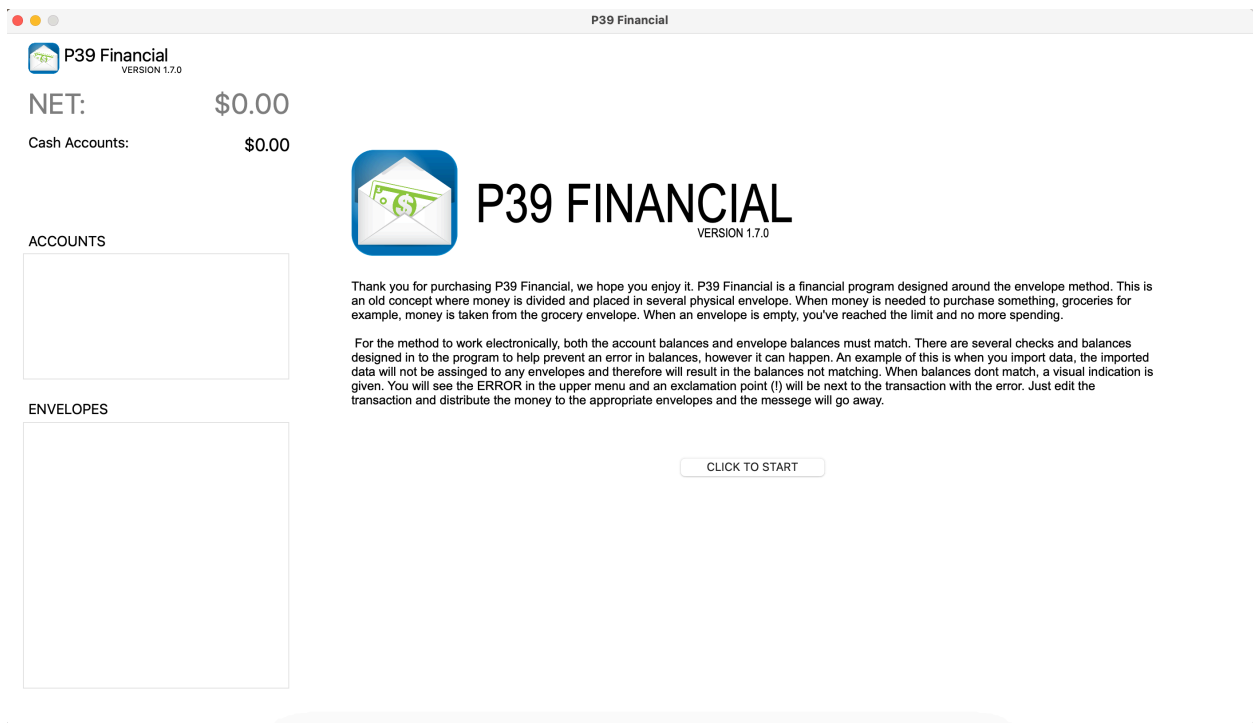 P39 Financial
P39 Financial
VERSION 1.7.0
NET: $0.00
Cash Accounts: $0.00
ACCOUNTS
ENVELOPES
P39 FINANCIAL
VERSION 1.7.0
Thank you for purchasing P39 Financial, we hope you enjoy it. P39 Financial is a financial program designed around the envelope method. This is
an old concept where money is divided and placed in several physical envelope. When money is needed to purchase something, groceries for
example, money is taken from the grocery envelope. When an envelope is empty, you've reached the limit and no more spending.
For the method to work electronically, both the account balances and envelope balances must match. There are several checks and balances
designed in to the program to help prevent an error in balances, however it can happen. An example of this is when you import data, the imported
data will not be assinged to any envelopes and therefore will result in the balances not matching. When balances dont match, a visual indication is
given. You will see the ERROR in the upper menu and an exclamation point (!) will be next to the transaction with the error. Just edit the
transaction and distribute the money to the appropriate envelopes and the messege will go away.
CLICK TO START